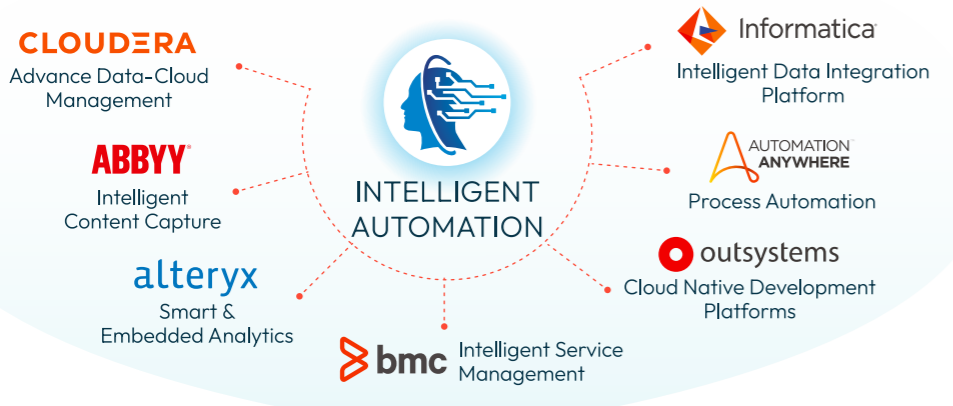 CLOUDERA
Advance Data-Cloud
Management
ABBYY®
Intelligent
Content Capture
alteryx
Smart &
Embedded Analytics
INTELLIGENT
AUTOMATION
bmc
Intelligent Service
Management
Informatica
Intelligent Data Integration
Platform
AUTOMATION
ANYWHERE
Process Automation
outsystems
Cloud Native Development
Platforms